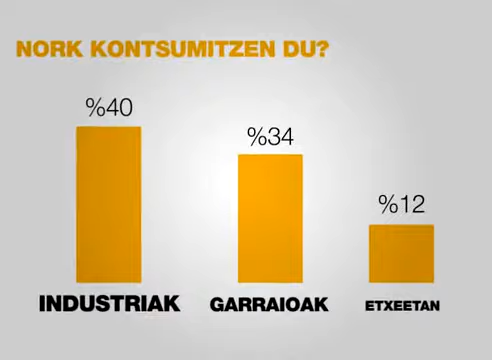 NORK KONTSUMITZEN DU?
%40
%34
%12
INDUSTRIAK
GARRAIOAK
ETXEETAN